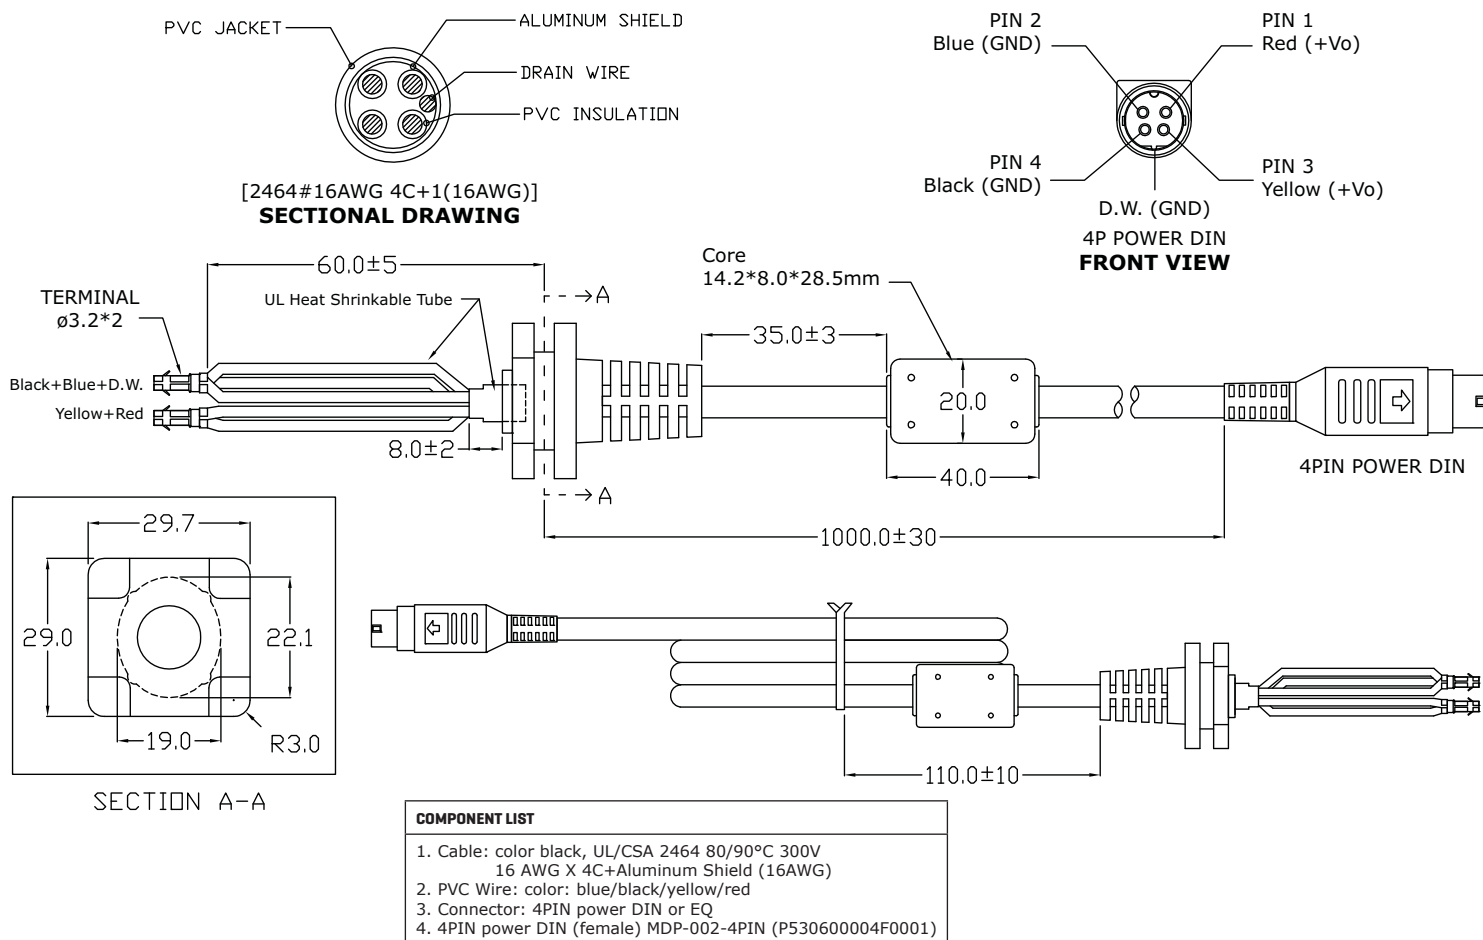 PVC JACKET
ALUMINUM SHIELD
DRAIN WIRE
PVC INSULATION
[2464#16AWG 4C+1(16AWG)]
SECTIONAL DRAWING
PIN 2
Blue (GND)
PIN 1
Red (+Vo)
PIN 4
Black (GND)
PIN 3
Yellow (+Vo)
D.W. (GND)
4P POWER DIN
FRONT VIEW
60.0±5
TERMINAL
ø3.2*2
UL Heat Shrinkable Tube
A
Core
14.2*8.0*28.5mm
35.0±3
Black+Blue+D.W.
Yellow+Red
20.0
8.0±2
40.0
A
4PIN POWER DIN
1000.0±30
29.7
29.0
22.1
19.0
R3.0
SECTION A-A
110.0±10
COMPONENT LIST
1. Cable: color black, UL/CSA 2464 80/90°C 300V
16 AWG X 4C+Aluminum Shield (16AWG)
2. PVC Wire: color: blue/black/yellow/red
3. Connector: 4PIN power DIN or EQ
4. 4PIN power DIN (female) MDP-002-4PIN (P530600004F0001)